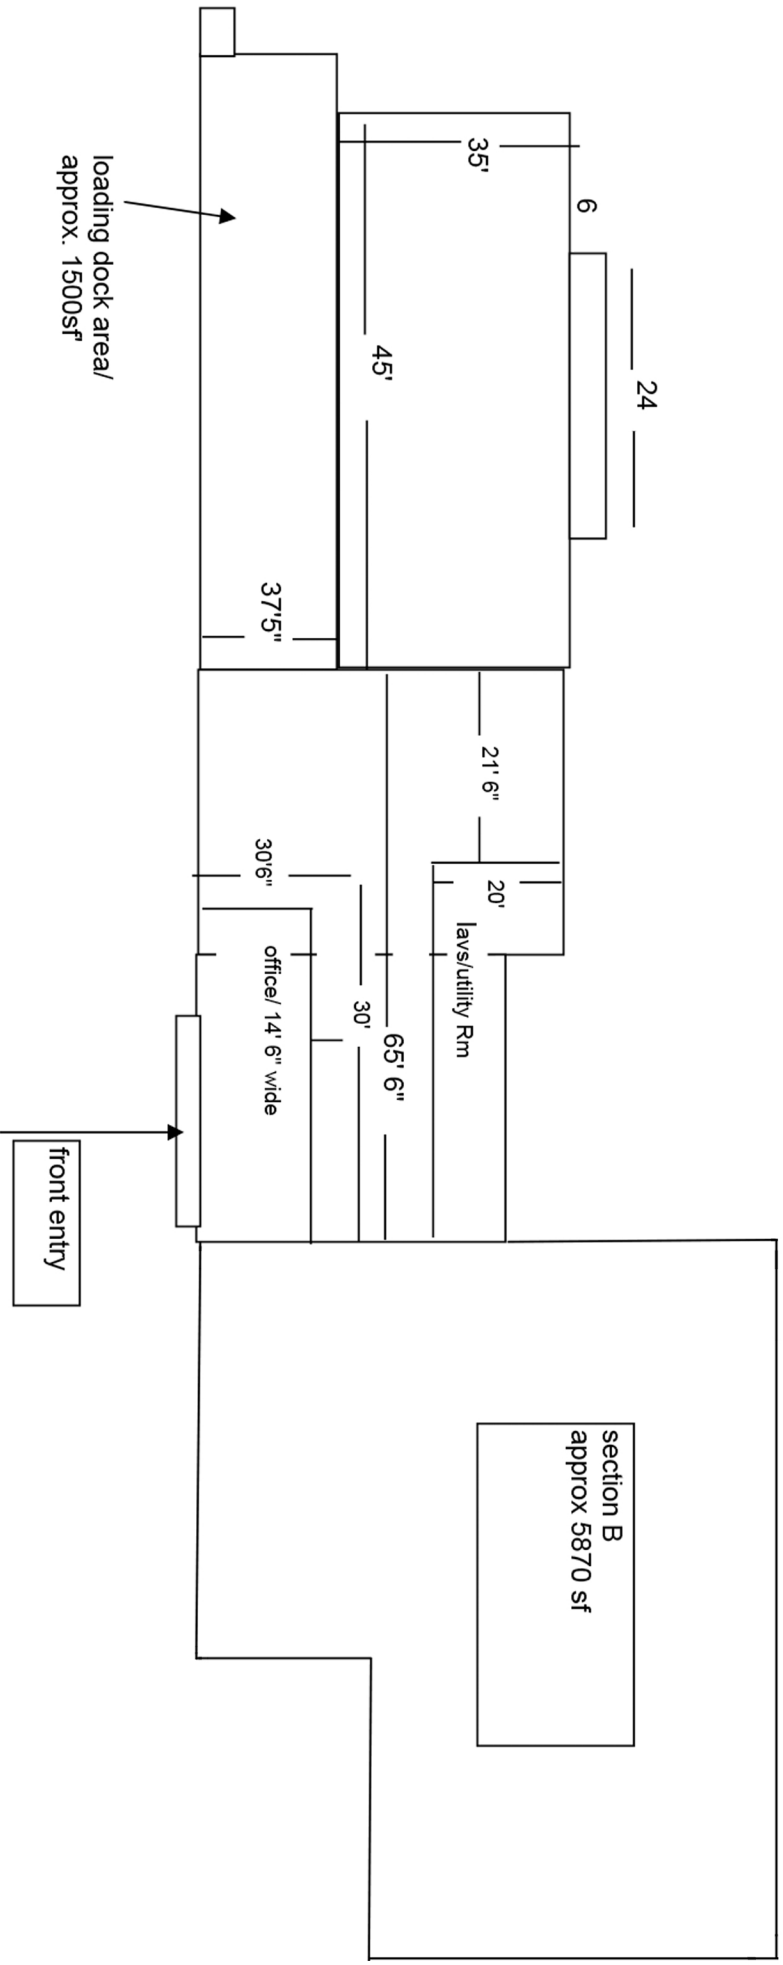 loading dock area/
approx. 1500sf'
35'
6
24
45'
37'5"
21' 6"
20'
30'6"
lavs/utility Rm
office/ 14' 6" wide
30'
65' 6"
front entry
section B
approx 5870 sf